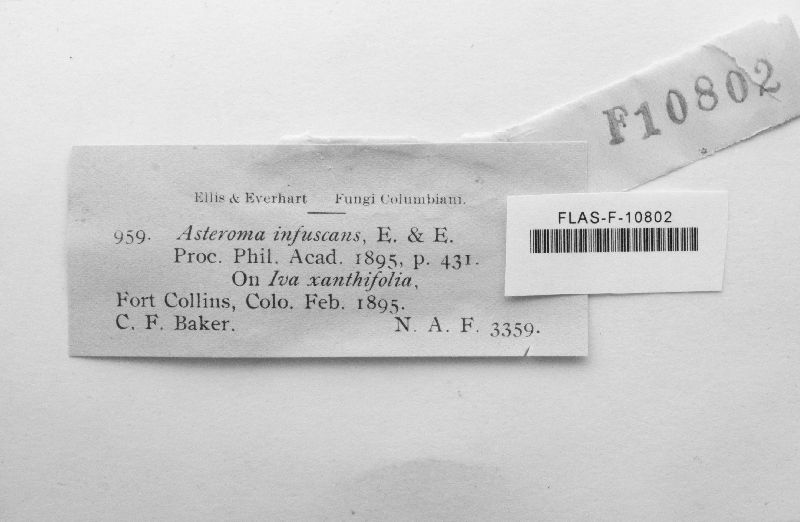 F10802
Ellis & Everhart Fungi Columbiani.
959. Asteroma infuscans, E. & E.
Proc. Phil. Acad. 1895, p. 431.
On Iva xanthifolia,
Fort Collins, Colo. Feb. 1895.
C. F. Baker. N. A. F. 3359.
FLAS-F-10802